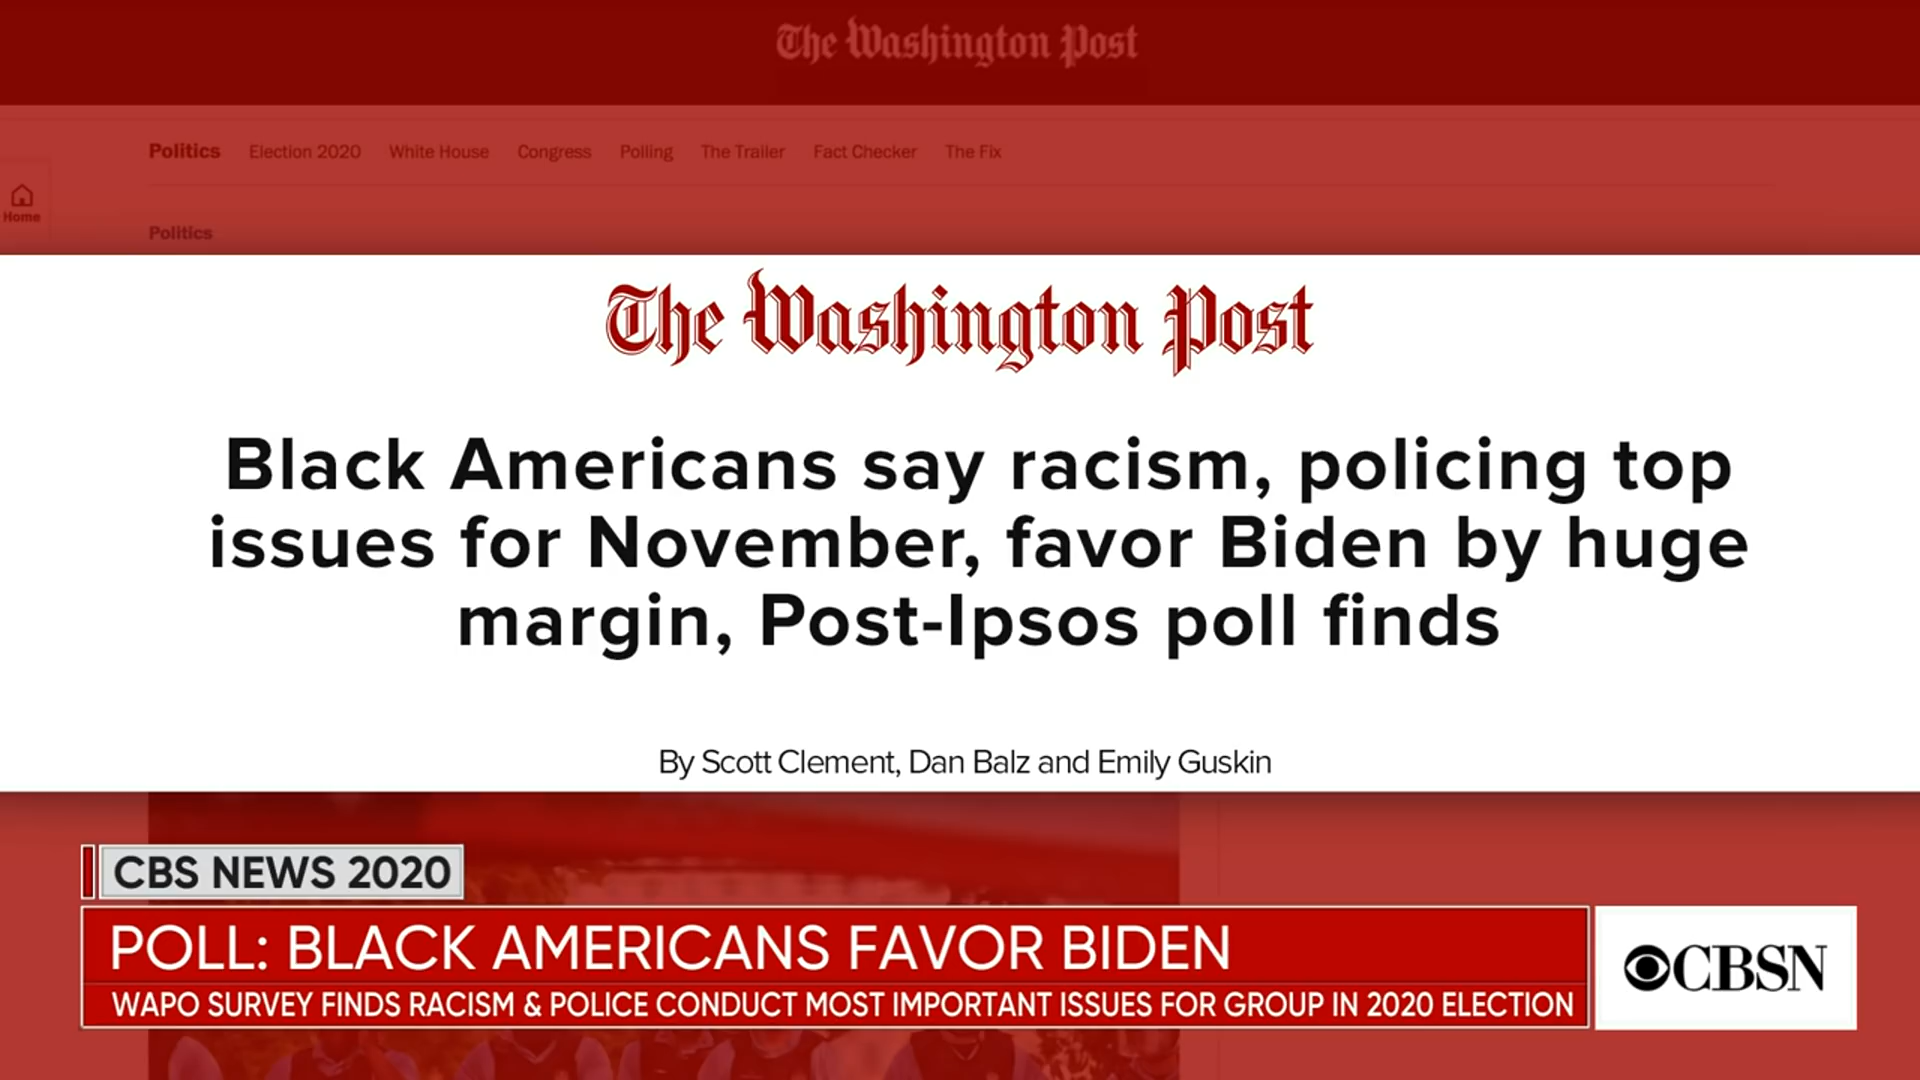 The Washington Post
Politics Election 2020 White House Congress Polling The Trailer Fact Checker The Fix
Home
Politics
The Washington Post
Black Americans say racism, policing top
issues for November, favor Biden by huge
margin, Post-Ipsos poll finds
By Scott Clement, Dan Balz and Emily Guskin
CBS NEWS 2020
POLL: BLACK AMERICANS FAVOR BIDEN
WAPO SURVEY FINDS RACISM & POLICE CONDUCT MOST IMPORTANT ISSUES FOR GROUP IN 2020 ELECTION
CBSN